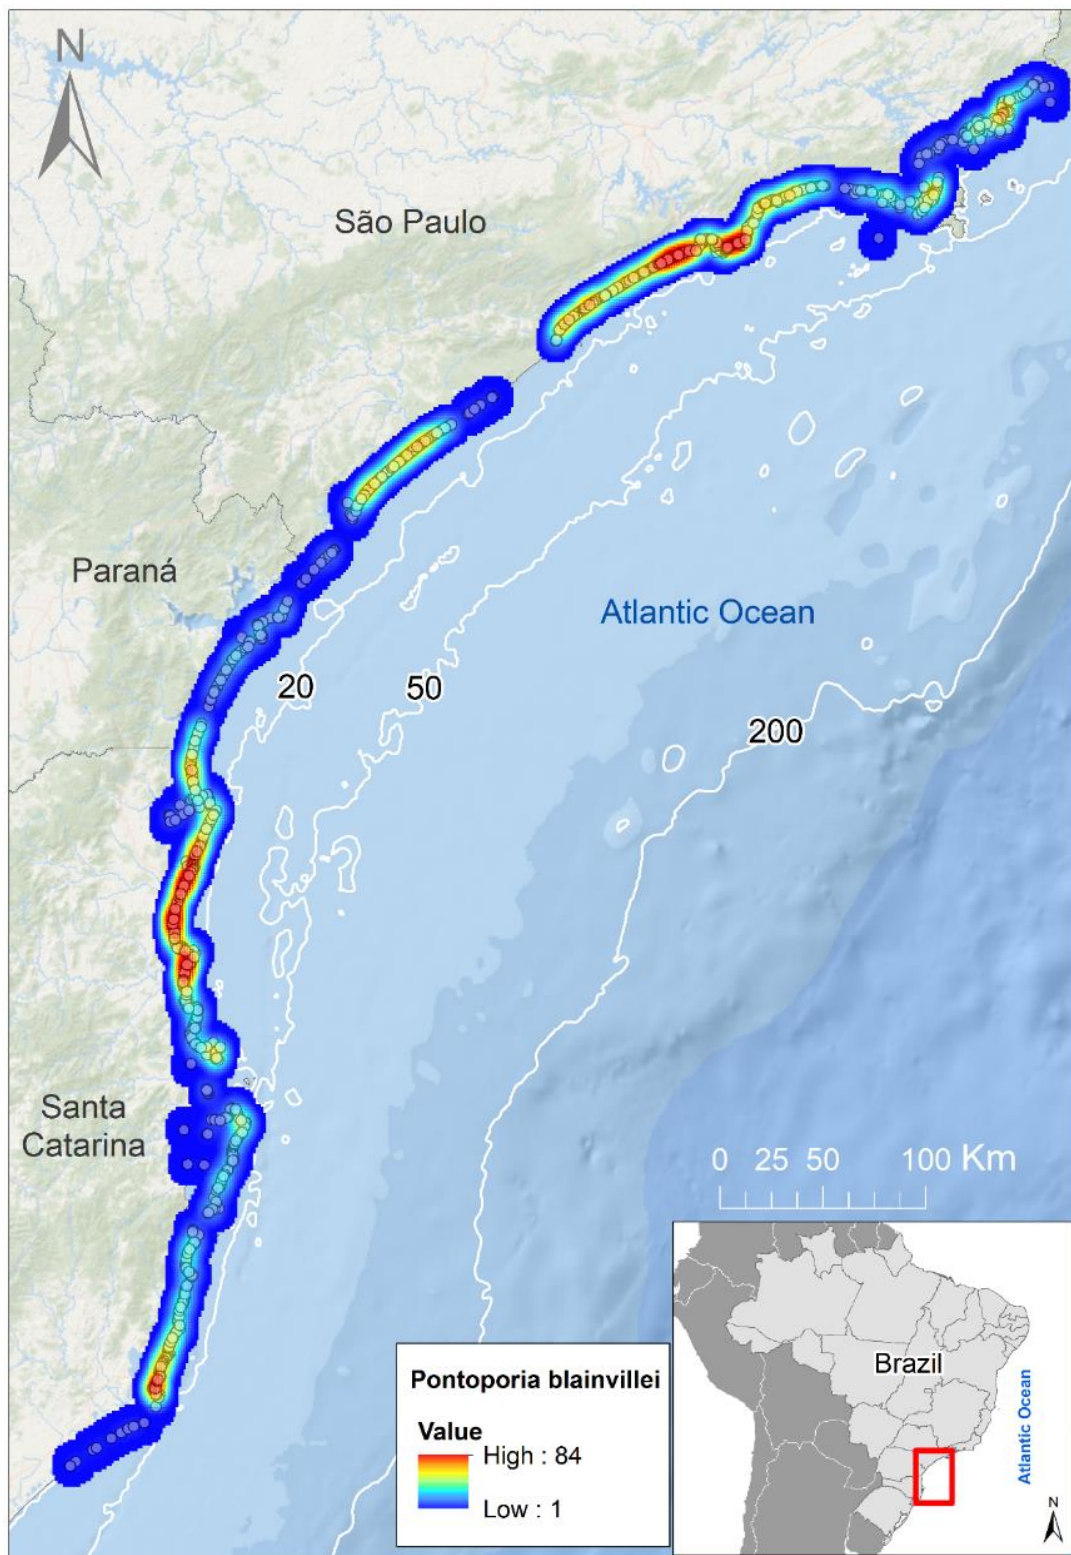 N
São Paulo
Paraná
Atlantic Ocean
20
50
200
Santa
Catarina
0 25 50 100 Km
Pontoporia blainvillei
Value
High : 84
Low : 1
Brazil
Atlantic Ocean
N